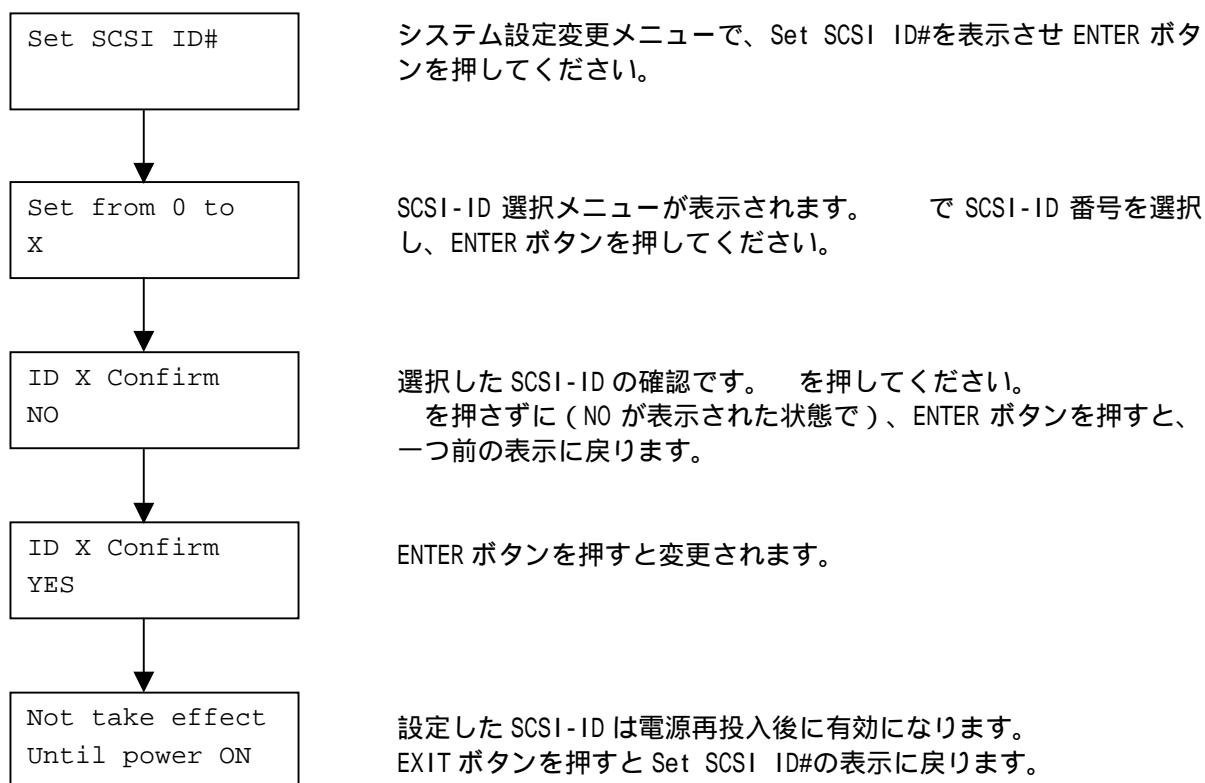 Set SCSI ID#
システム設定変更メニューで、Set SCSI ID#を表示させ ENTER ボタ
ンを押してください。
Set from 0 to
X
SCSI-ID 選択メニューが表示されます。　　で SCSI-ID 番号を選択
し、ENTER ボタンを押してください。
ID X Confirm
NO
選択した SCSI-ID の確認です。　を押してください。
　を押さずに（NO が表示された状態で）、ENTER ボタンを押すと、
一つ前の表示に戻ります。
ID X Confirm
YES
ENTER ボタンを押すと変更されます。
Not take effect
Until power ON
設定した SCSI-ID は電源再投入後に有効になります。
EXIT ボタンを押すと Set SCSI ID#の表示に戻ります。